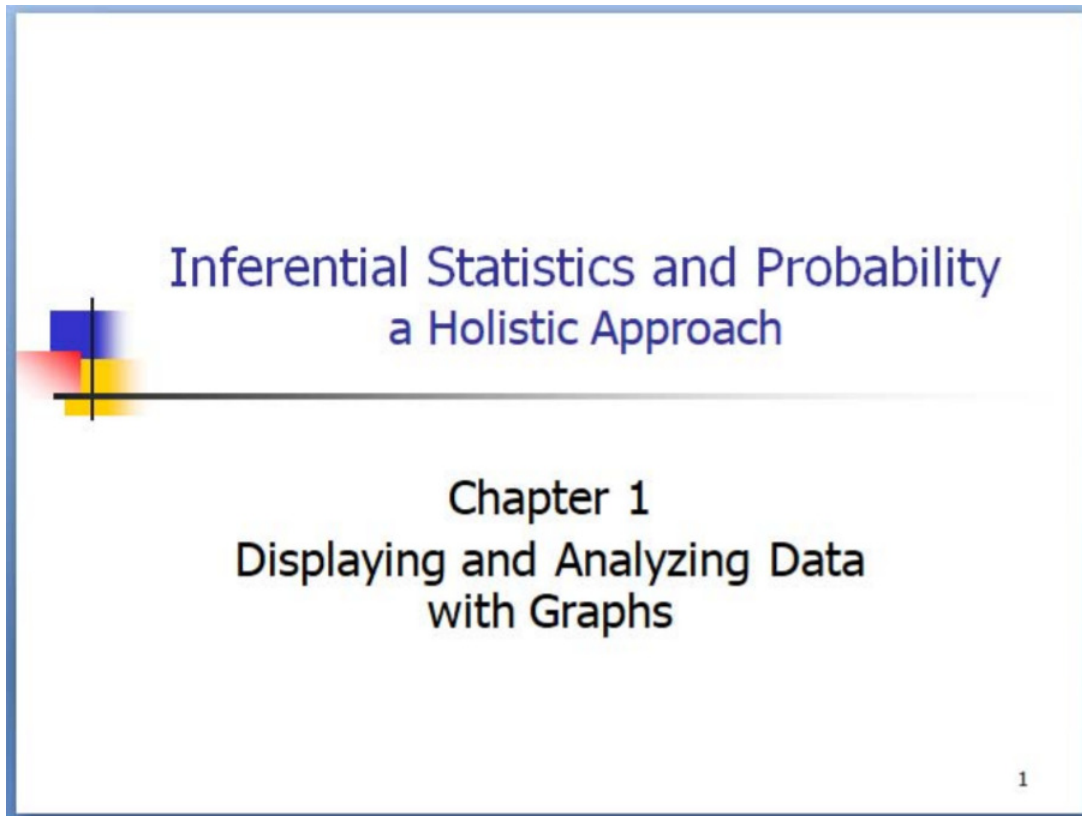 Inferential Statistics and Probability
a Holistic Approach
Chapter 1
Displaying and Analyzing Data
with Graphs
1